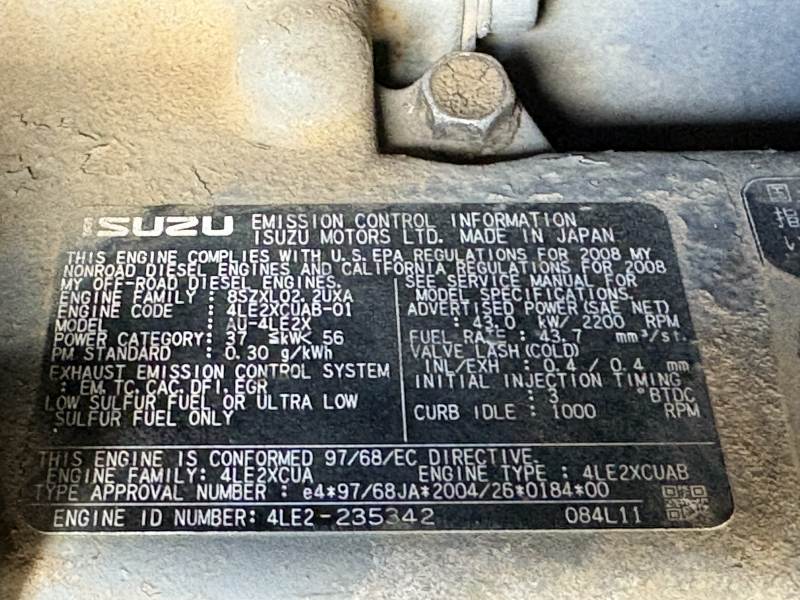 ISUZU EMISSION CONTROL INFORMATION
ISUZU MOTORS LTD. MADE IN JAPAN
THIS ENGINE COMPLIES WITH U.S. EPA REGULATIONS FOR 2008 MY
NONROAD DIESEL ENGINES AND CALIFORNIA REGULATIONS FOR 2008
MY OFF-ROAD DIESEL ENGINES.
ENGINE FAMILY : 8SZXL02.2UXA
ENGINE CODE : 4LE2XCUAB-01
MODEL : AU-4LE2X
POWER CATEGORY: 37 ≦kW< 56
PM STANDARD : 0.30 g/kWh
EXHAUST EMISSION CONTROL SYSTEM
: EM, TC, CAC, DFI, EGR
LOW SULFUR FUEL OR ULTRA LOW
SULFUR FUEL ONLY
SEE SERVICE MANUAL FOR
MODEL SPECIFICATIONS.
ADVERTISED POWER(SAE NET)
: 43.0 kW/ 2200 RPM
FUEL RATE : 43.7 mm³/st.
VALVE LASH(COLD)
INL/EXH : 0.4 / 0.4 mm
INITIAL INJECTION TIMING
: 3 °BTDC
CURB IDLE : 1000 RPM
THIS ENGINE IS CONFORMED 97/68/EC DIRECTIVE.
ENGINE FAMILY: 4LE2XCUA ENGINE TYPE : 4LE2XCUAB
TYPE APPROVAL NUMBER : e4*97/68JA*2004/26*0184*00
ENGINE ID NUMBER: 4LE2-235342 084L11
国
指
い